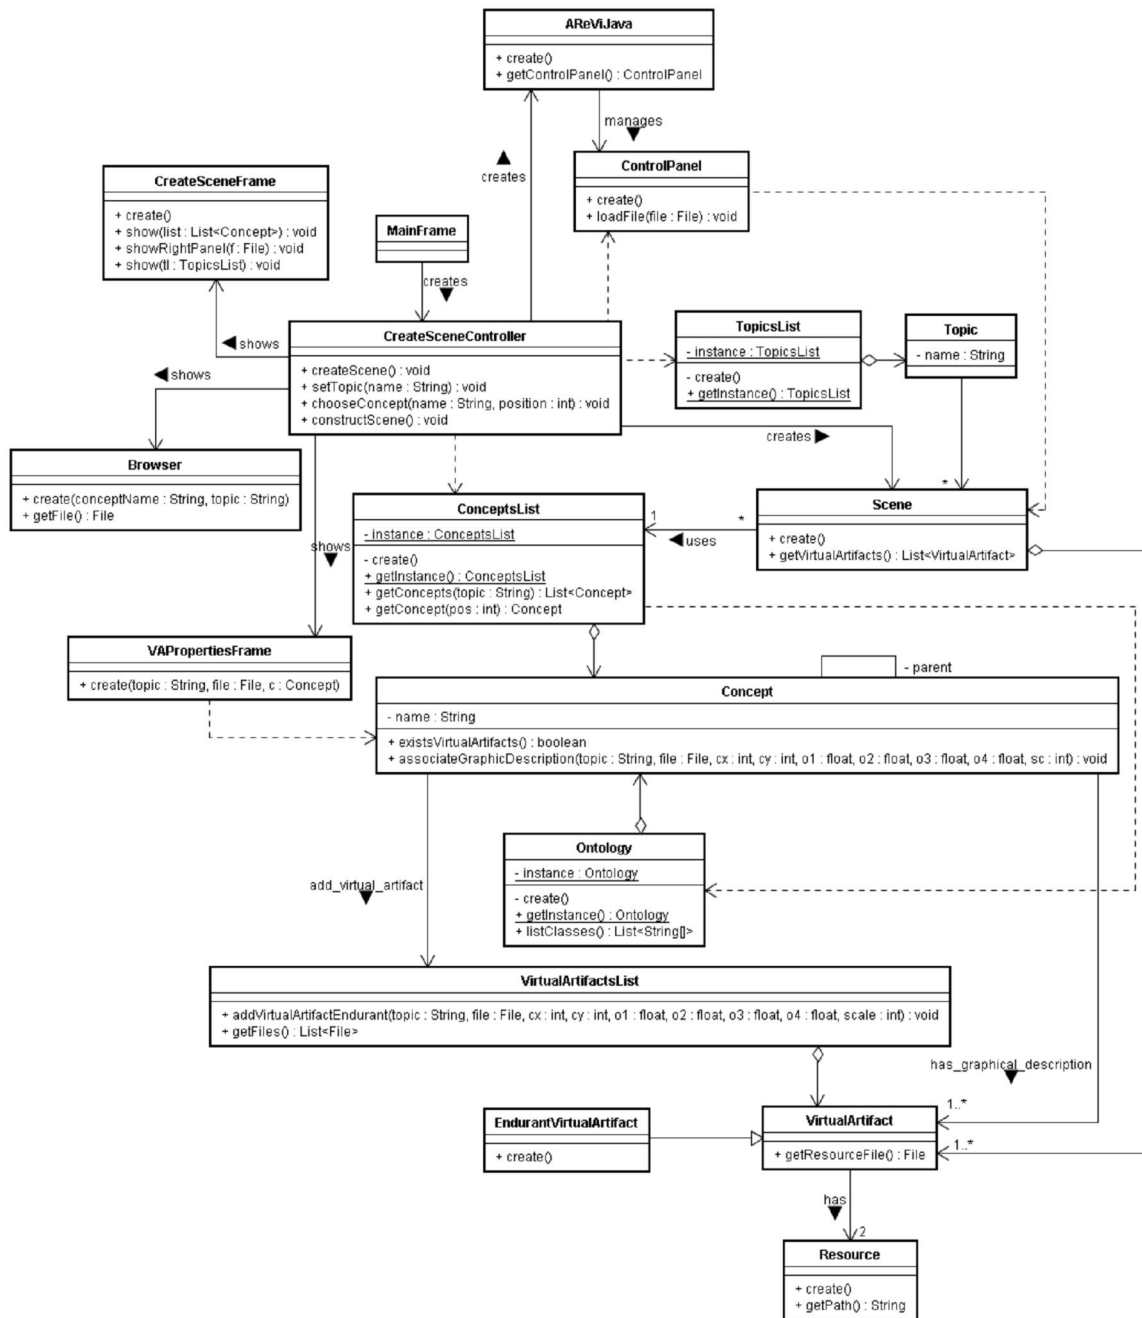 AReViJava
+ create()
+ getControlPanel() : ControlPanel
manages
creates
ControlPanel
+ create()
+ loadFile(file : File) : void
CreateSceneFrame
+ create()
+ show(list : List<Concept>) : void
+ showRightPanel(f : File) : void
+ show(tl : TopicsList) : void
MainFrame
creates
shows
CreateSceneController
+ createScene() : void
+ setTopic(name : String) : void
+ chooseConcept(name : String, position : int) : void
+ constructScene() : void
TopicsList
- instance : TopicsList
- create()
+ getInstance() : TopicsList
Topic
- name : String
shows
creates
Browser
+ create(conceptName : String, topic : String)
+ getFile() : File
*
Scene
+ create()
+ getVirtualArtifacts() : List<VirtualArtifact>
1
*
uses
shows
ConceptsList
- instance : ConceptsList
- create()
+ getInstance() : ConceptsList
+ getConcepts(topic : String) : List<Concept>
+ getConcept(pos : int) : Concept
VAPropertiesFrame
+ create(topic : String, file : File, c : Concept)
- parent
Concept
- name : String
+ existsVirtualArtifacts() : boolean
+ associateGraphicDescription(topic : String, file : File, cx : int, cy : int, o1 : float, o2 : float, o3 : float, o4 : float, sc : int) : void
Ontology
- instance : Ontology
- create()
+ getInstance() : Ontology
+ listClasses() : List<String[]>
add_virtual_artifact
VirtualArtifactsList
+ addVirtualArtifactEndurant(topic : String, file : File, cx : int, cy : int, o1 : float, o2 : float, o3 : float, o4 : float, scale : int) : void
+ getFiles() : List<File>
has_graphical_description
1..*
EndurantVirtualArtifact
+ create()
VirtualArtifact
+ getResourceFile() : File
1..*
has
2
Resource
+ create()
+ getPath() : String